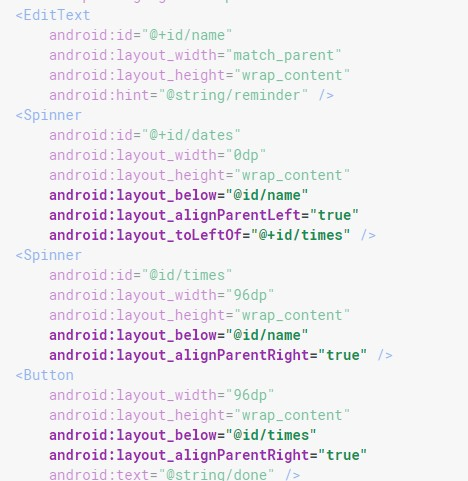 <EditText
android:id="@+id/name"
android:layout_width="match_parent"
android:layout_height="wrap_content"
android:hint="@string/reminder" />
<Spinner
android:id="@+id/dates"
android:layout_width="0dp"
android:layout_height="wrap_content"
android:layout_below="@id/name"
android:layout_alignParentLeft="true"
android:layout_toLeftOf="@+id/times" />
<Spinner
android:id="@id/times"
android:layout_width="96dp"
android:layout_height="wrap_content"
android:layout_below="@id/name"
android:layout_alignParentRight="true" />
<Button
android:layout_width="96dp"
android:layout_height="wrap_content"
android:layout_below="@id/times"
android:layout_alignParentRight="true"
android:text="@string/done" />